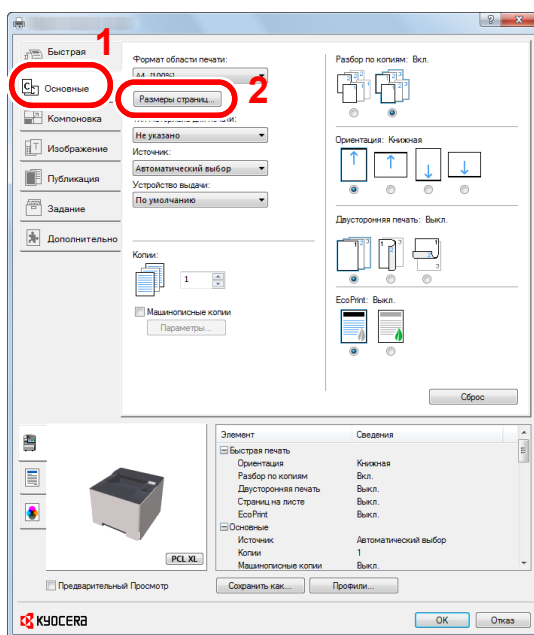 Быстрая
1
Основные
Компоновка
Изображение
Публикация
Задание
Дополнительно
Формат области печати:
A4 [100%]
Размеры страниц...
2
Не указано
Источник:
Автоматический выбор
Устройство выдачи:
По умолчанию
Копии:
1
Машинописные копии
Параметры...
Разбор по копиям: Вкл.
Ориентация: Книжная
Двусторонняя печать: Выкл.
EcoPrint: Выкл.
Сброс
PCL XL
Элемент Сведения
Быстрая печать
Ориентация Книжная
Разбор по копиям Вкл.
Двусторонняя печать Выкл.
Страниц на листе Выкл.
EcoPrint Выкл.
Основные
Источник Автоматический выбор
Копии 1
Машинописные копии Выкл.
Предварительный Просмотр
Сохранить как...
Профили...
KYOCERA
OK
Отказ